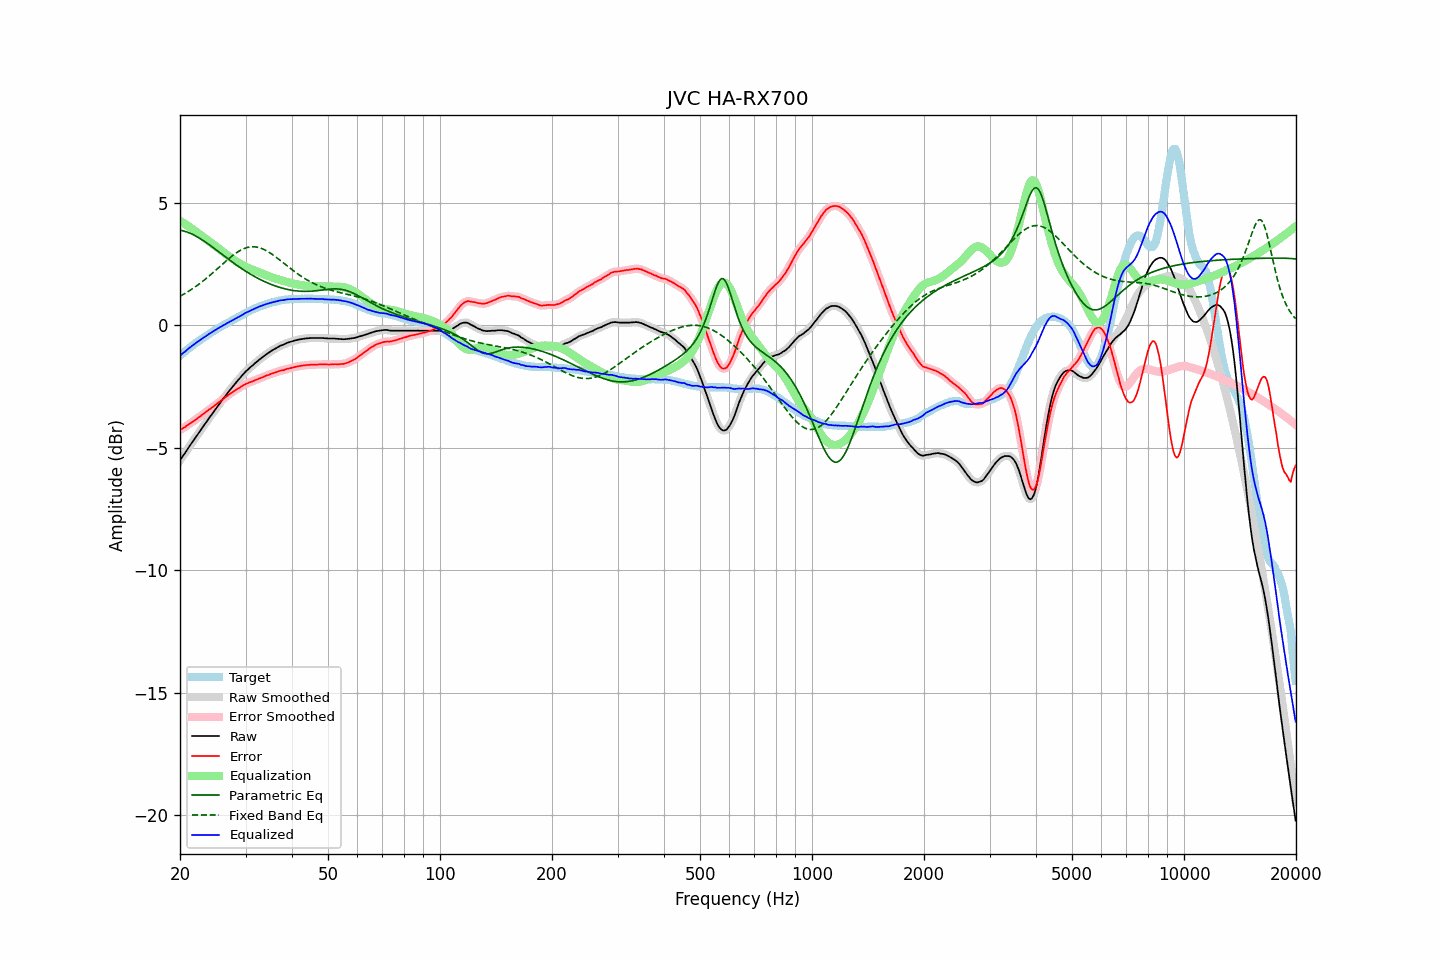 JVC HA-RX700
Amplitude (dBr)
5
0
−5
−10
−15
−20
Target
Raw Smoothed
Error Smoothed
Raw
Error
Equalization
Parametric Eq
Fixed Band Eq
Equalized
20 50 100 200 500 1000 2000 5000 10000 20000
Frequency (Hz)